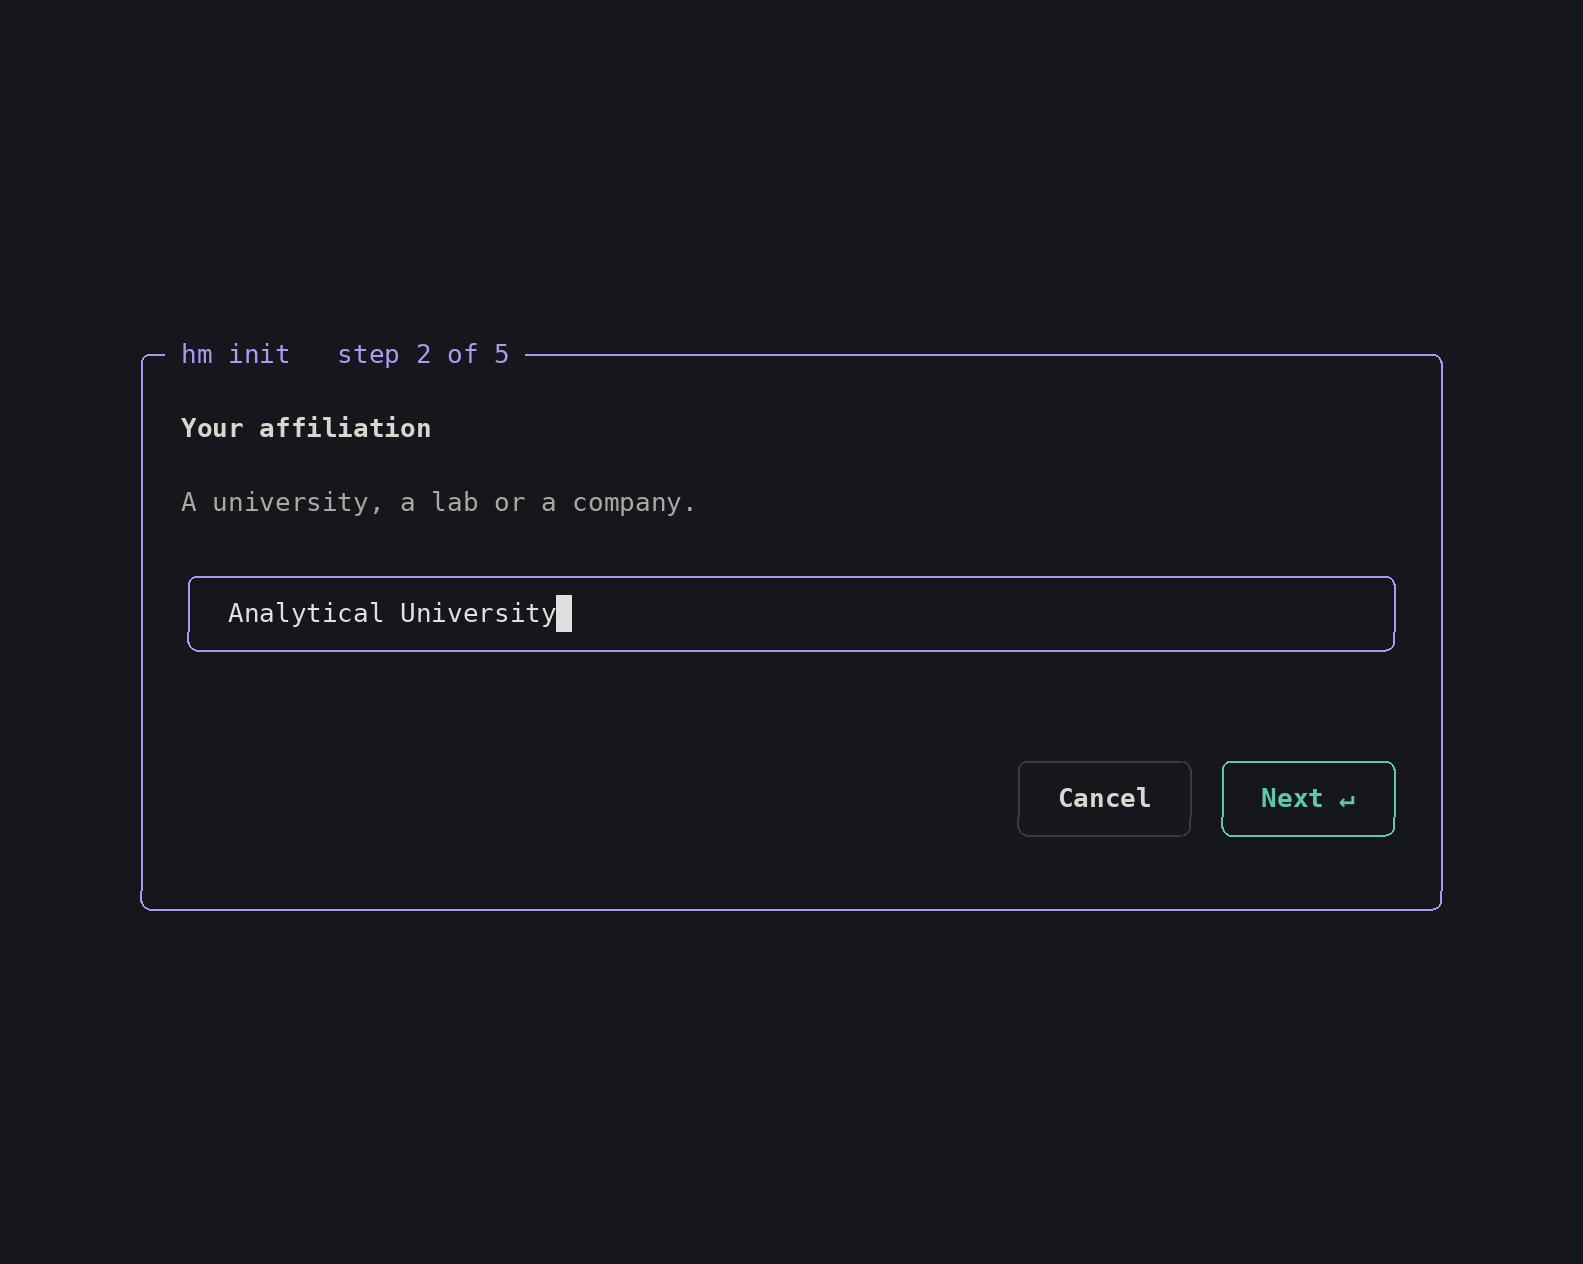 hm init   step 2 of 5
Your affiliation
A university, a lab or a company.
Analytical University
Cancel
Next ↵